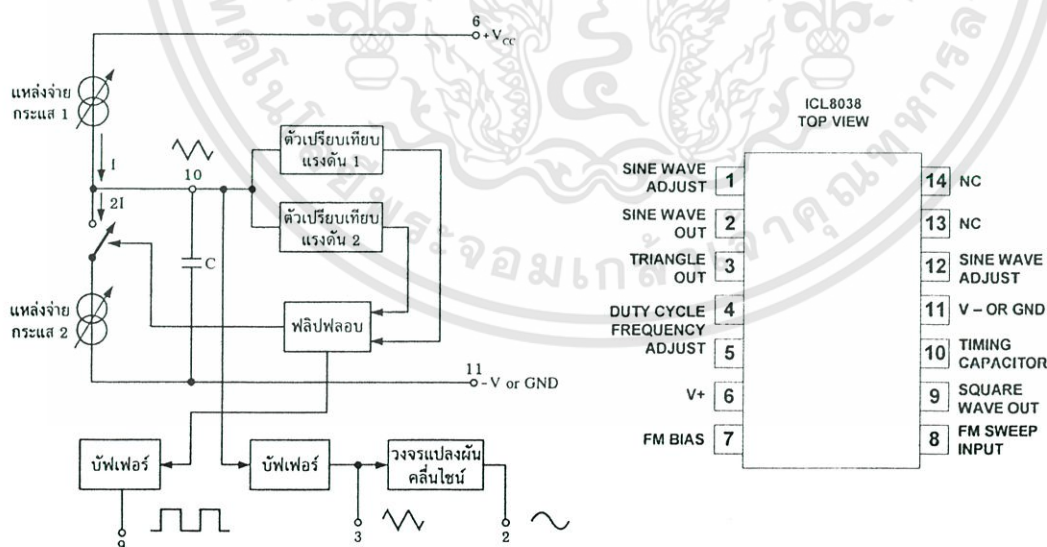 6
+V_CC
แหล่งจ่าย
กระแส 1
I
2I
10
C
ตัวเปรียบเทียบ
แรงดัน 1
ตัวเปรียบเทียบ
แรงดัน 2
ฟลิปฟลอบ
แหล่งจ่าย
กระแส 2
11
-V or GND
บัฟเฟอร์
บัฟเฟอร์
วงจรแปลงผัน
คลื่นไซน์
9
3
2
ICL8038
TOP VIEW
SINE WAVE
ADJUST
1
SINE WAVE
OUT
2
TRIANGLE
OUT
3
DUTY CYCLE
FREQUENCY
ADJUST
4
5
V+
6
FM BIAS
7
14 NC
13 NC
12 SINE WAVE
ADJUST
11 V – OR GND
10 TIMING
CAPACITOR
9 SQUARE
WAVE OUT
8 FM SWEEP
INPUT